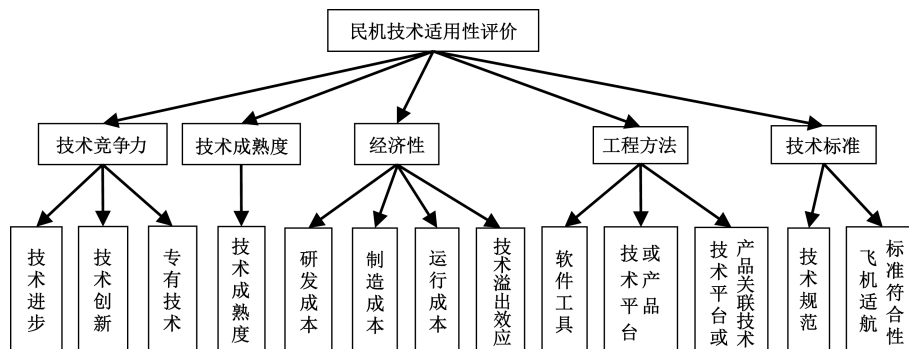 民机技术适用性评价
技术竞争力
技术成熟度
经济性
工程方法
技术标准
技术进步
技术创新
专有技术
技术成熟度
研发成本
制造成本
运行成本
技术溢出效应
软件工具
技术平台
或产品
技术平台或
产品关联技术
技术规范
飞机适航
标准符合性